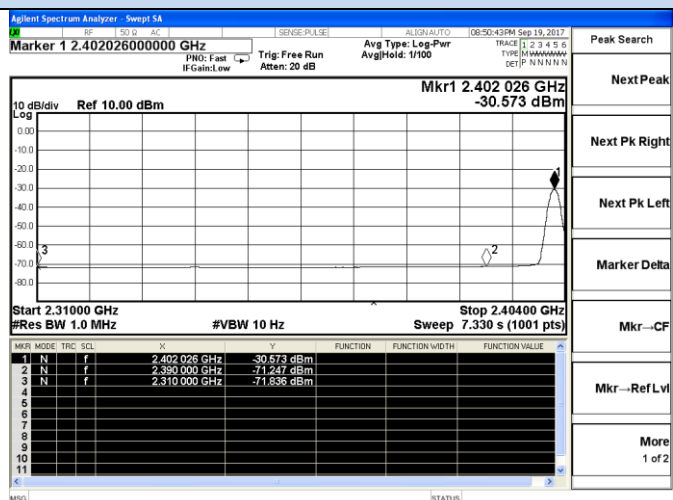 Agilent Spectrum Analyzer - Swept SA
RF 50 Ω AC SENSE:PULSE ALIGNAUTO 08:50:43PM Sep 19, 2017
Marker 1 2.402026000000 GHz
PNO: Fast
IFGain:Low
Trig: Free Run
Atten: 20 dB
Avg Type: Log-Pwr
Avg|Hold: 1/100
TRACE 1 2 3 4 5 6
TYPE MWWWWW
DET P NNNNN
Mkr1 2.402 026 GHz
-30.573 dBm
10 dB/div Ref 10.00 dBm
Log
0.00
-10.0
-20.0
-30.0
-40.0
-50.0
-60.0
-70.0
-80.0
1
2
3
Start 2.31000 GHz Stop 2.40400 GHz
#Res BW 1.0 MHz #VBW 10 Hz Sweep 7.330 s (1001 pts)
MKR MODE TRC SCL X Y FUNCTION FUNCTION WIDTH FUNCTION VALUE
1 N f 2.402 026 GHz -30.573 dBm
2 N f 2.390 000 GHz -71.247 dBm
3 N f 2.310 000 GHz -71.836 dBm
4
5
6
7
8
9
10
11
MSG STATUS
Peak Search
Next Peak
Next Pk Right
Next Pk Left
Marker Delta
Mkr→CF
Mkr→Ref Lvl
More
1 of 2